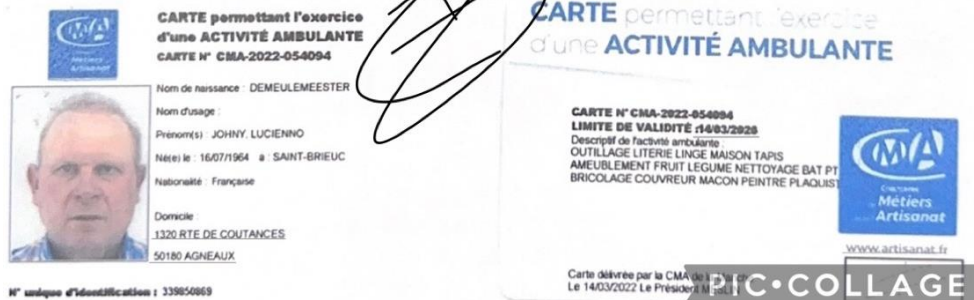 CMA
CARTE permettant l'exercice
d'une ACTIVITÉ AMBULANTE
CARTE N° CMA-2022-054094
Nom de naissance : DEMEULEMEESTER
Nom d'usage :
Prénom(s) : JOHNY, LUCIENNO
Né(e) le : 16/07/1964 à : SAINT-BRIEUC
Nationalité : Française
Domicile :
1320 RTE DE COUTANCES
50180 AGNEAUX
N° unique d'identification : 339850869
CARTE permettant l'exercice
d'une ACTIVITÉ AMBULANTE
CARTE N° CMA-2022-054094
LIMITE DE VALIDITÉ :14/03/2026
Descriptif de l'activité ambulante :
OUTILLAGE LITERIE LINGE MAISON TAPIS
AMEUBLEMENT FRUIT LEGUME NETTOYAGE BAT PT
BRICOLAGE COUVREUR MACON PEINTRE PLAQUIST
CMA
Métiers
Artisanat
www.artisanat.fr
Carte délivrée par la CMA de la
Le 14/03/2022 Le Président
PIC•COLLAGE